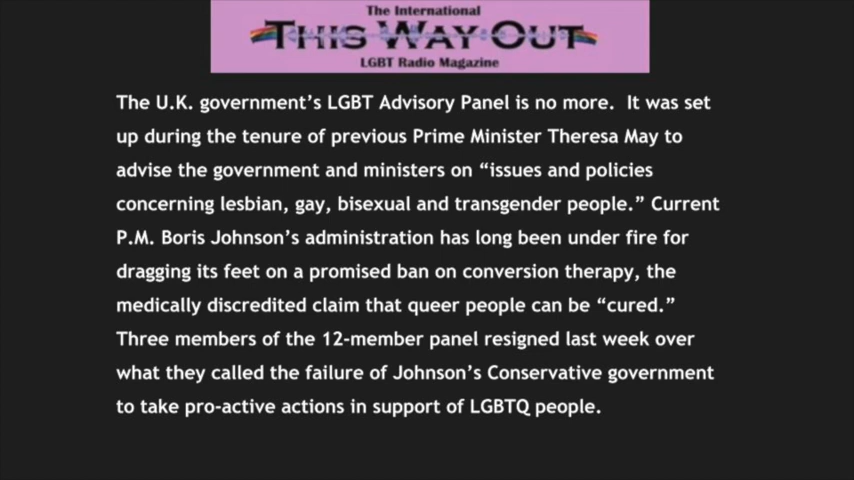 The International
THIS WAY OUT
LGBT Radio Magazine
The U.K. government's LGBT Advisory Panel is no more.  It was set
up during the tenure of previous Prime Minister Theresa May to
advise the government and ministers on “issues and policies
concerning lesbian, gay, bisexual and transgender people.” Current
P.M. Boris Johnson's administration has long been under fire for
dragging its feet on a promised ban on conversion therapy, the
medically discredited claim that queer people can be “cured.”
Three members of the 12-member panel resigned last week over
what they called the failure of Johnson's Conservative government
to take pro-active actions in support of LGBTQ people.